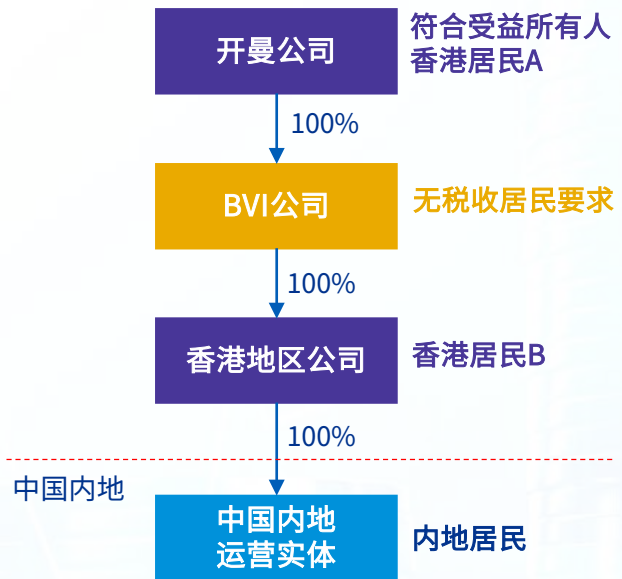 开曼公司
符合受益所有人
香港居民A
100%
BVI公司
无税收居民要求
100%
香港地区公司
香港居民B
100%
中国内地
中国内地
运营实体
内地居民